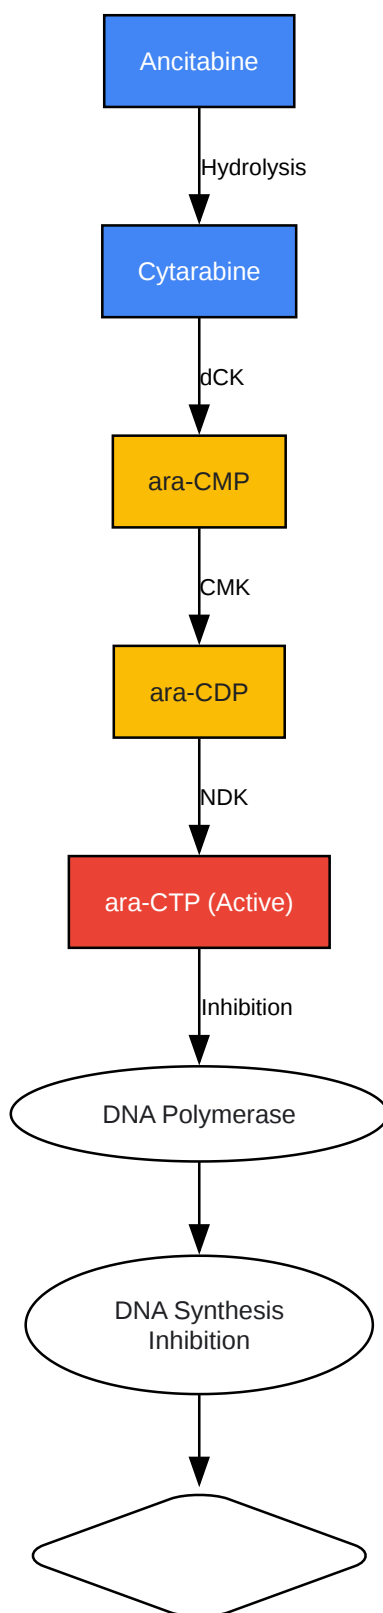 Ancitabine
Hydrolysis
Cytarabine
dCK
ara-CMP
CMK
ara-CDP
NDK
ara-CTP (Active)
Inhibition
DNA Polymerase
DNA Synthesis
Inhibition